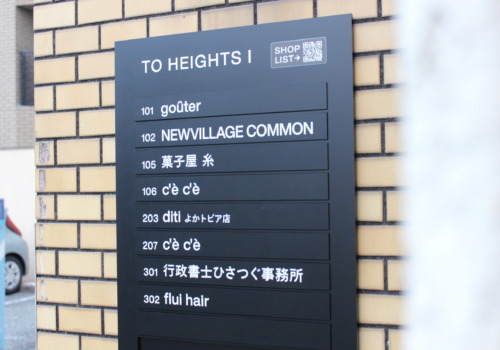 TO HEIGHTS I
SHOP
LIST→
101 goûter
102 NEWVILLAGE COMMON
105 菓子屋 糸
106 c'è c'è
203 diti よかトピア店
207 c'è c'è
301 行政書士ひさつぐ事務所
302 flui hair